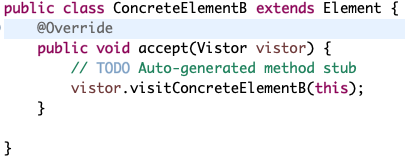 public class ConcreteElementB extends Element {
    @Override
    public void accept(Vistor vistor) {
        // TODO Auto-generated method stub
        vistor.visitConcreteElementB(this);
    }
}